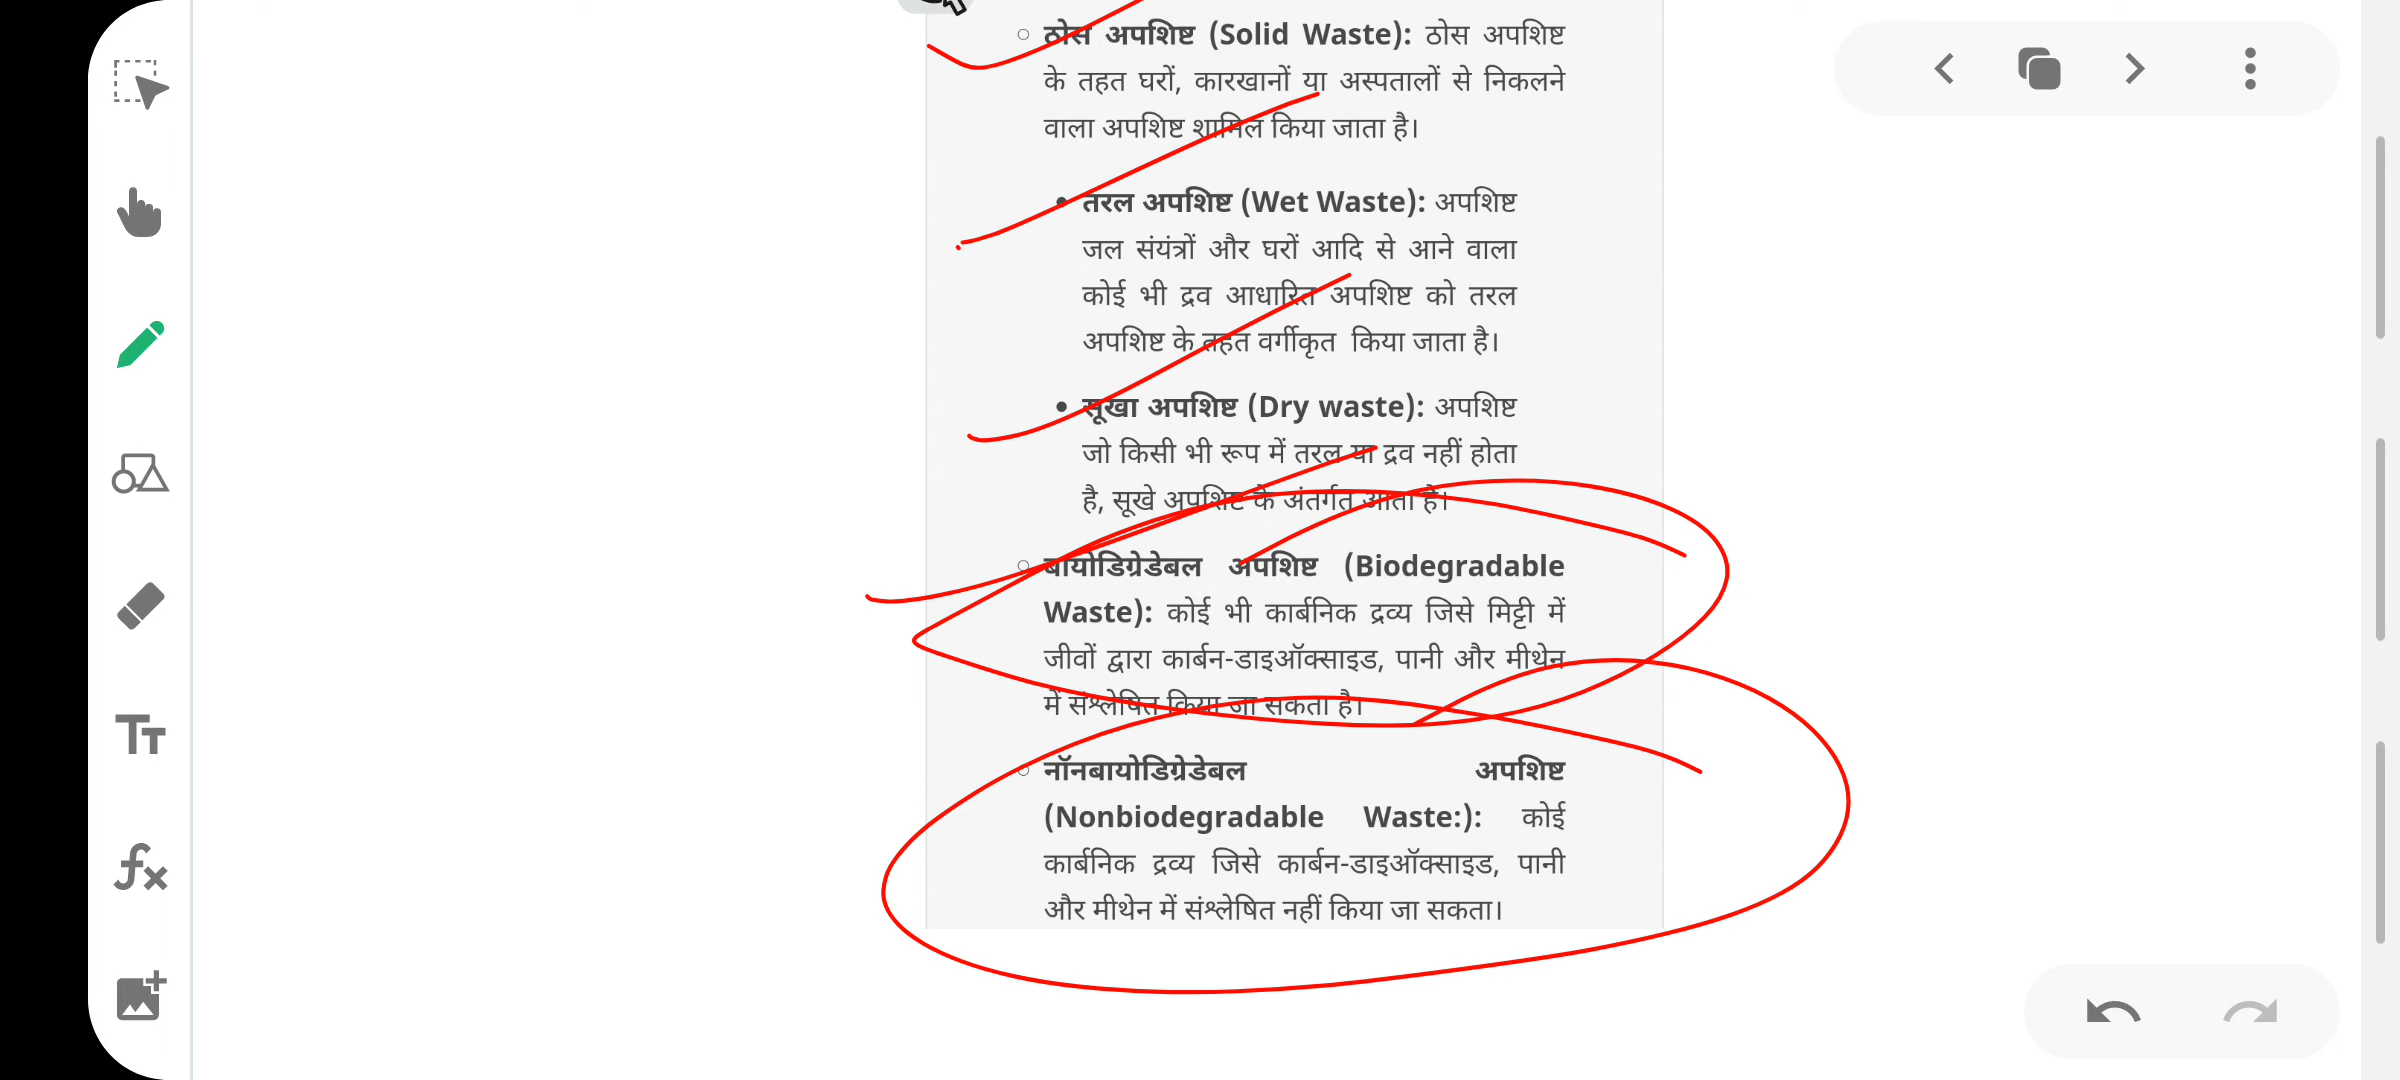 ठोस अपशिष्ट (Solid Waste): ठोस अपशिष्ट
के तहत घरों, कारखानों या अस्पतालों से निकलने
वाला अपशिष्ट शामिल किया जाता है।
तरल अपशिष्ट (Wet Waste): अपशिष्ट
जल संयंत्रों और घरों आदि से आने वाला
कोई भी द्रव आधारित अपशिष्ट को तरल
अपशिष्ट के तहत वर्गीकृत किया जाता है।
सूखा अपशिष्ट (Dry waste): अपशिष्ट
जो किसी भी रूप में तरल या द्रव नहीं होता
है, सूखे अपशिष्ट के अंतर्गत आता है।
बायोडिग्रेडेबल अपशिष्ट (Biodegradable
Waste): कोई भी कार्बनिक द्रव्य जिसे मिट्टी में
जीवों द्वारा कार्बन-डाइऑक्साइड, पानी और मीथेन
में संश्लेषित किया जा सकता है।
नॉनबायोडिग्रेडेबल अपशिष्ट
(Nonbiodegradable Waste:): कोई
कार्बनिक द्रव्य जिसे कार्बन-डाइऑक्साइड, पानी
और मीथेन में संश्लेषित नहीं किया जा सकता।